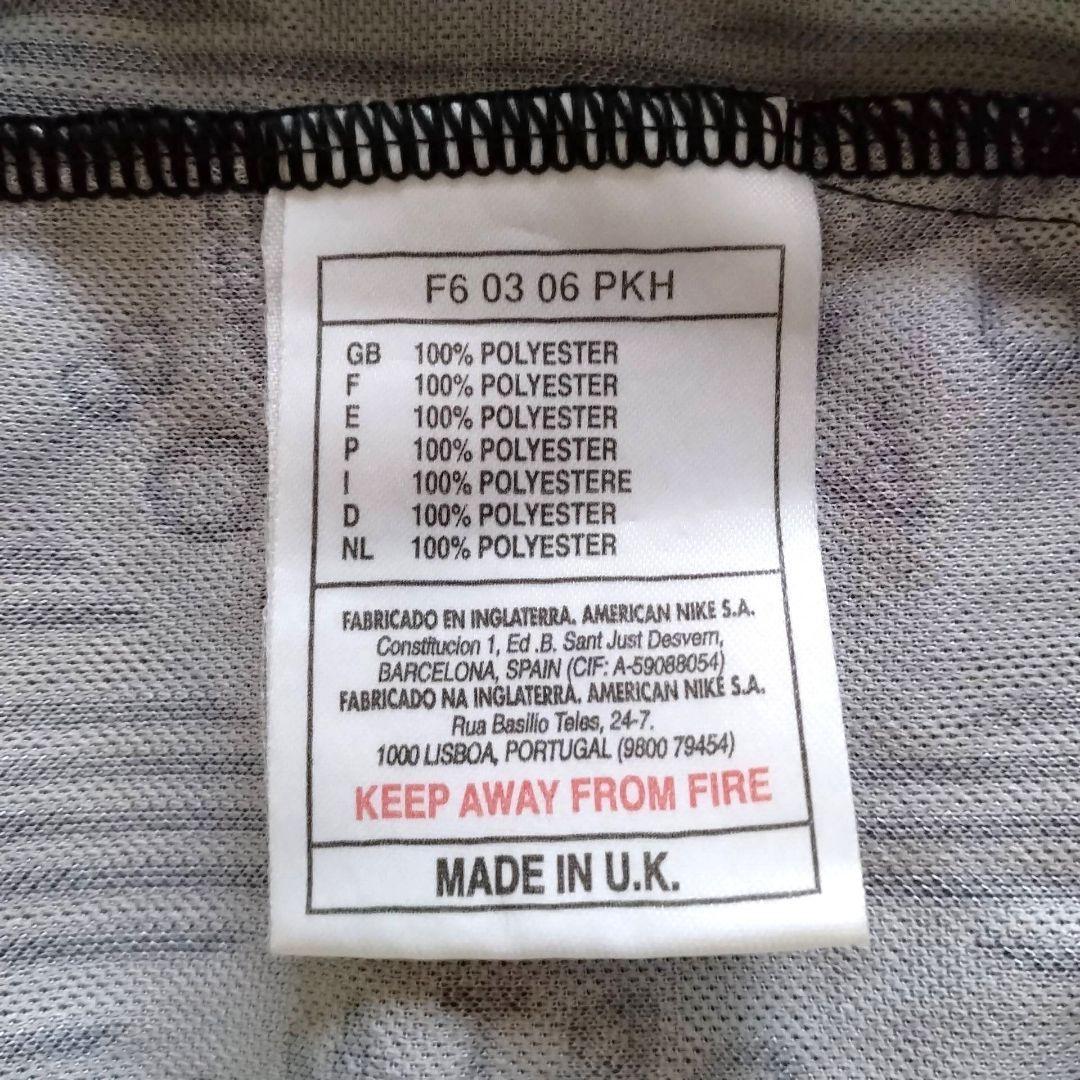 F6 03 06 PKH
GB 100% POLYESTER
F 100% POLYESTER
E 100% POLYESTER
P 100% POLYESTER
I 100% POLYESTERE
D 100% POLYESTER
NL 100% POLYESTER
FABRICADO EN INGLATERRA. AMERICAN NIKE S.A.
Constitucion 1, Ed .B. Sant Just Desvern,
BARCELONA, SPAIN (CIF: A-59088054)
FABRICADO NA INGLATERRA. AMERICAN NIKE S.A.
Rua Basilio Teles, 24-7.
1000 LISBOA, PORTUGAL (9800 79454)
KEEP AWAY FROM FIRE
MADE IN U.K.